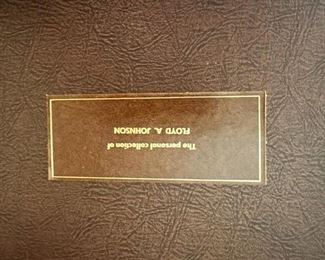 The personal collection of
FLOYD A. JOHNSON